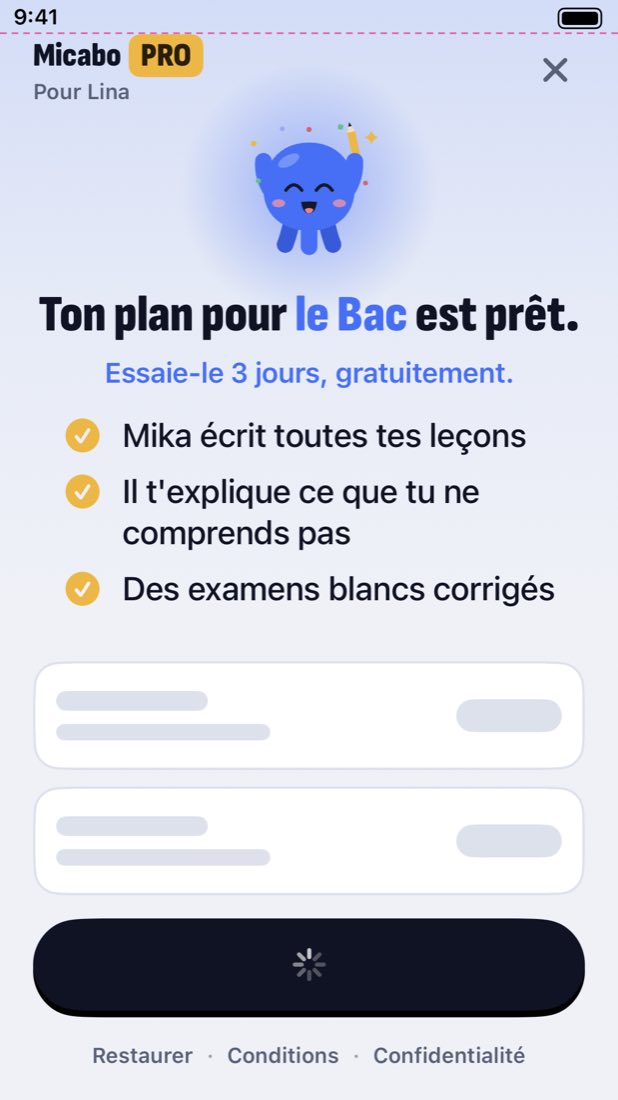 9:41
Micabo PRO
Pour Lina
Ton plan pour le Bac est prêt.
Essaie-le 3 jours, gratuitement.
Mika écrit toutes tes leçons
Il t'explique ce que tu ne
comprends pas
Des examens blancs corrigés
Restaurer · Conditions · Confidentialité